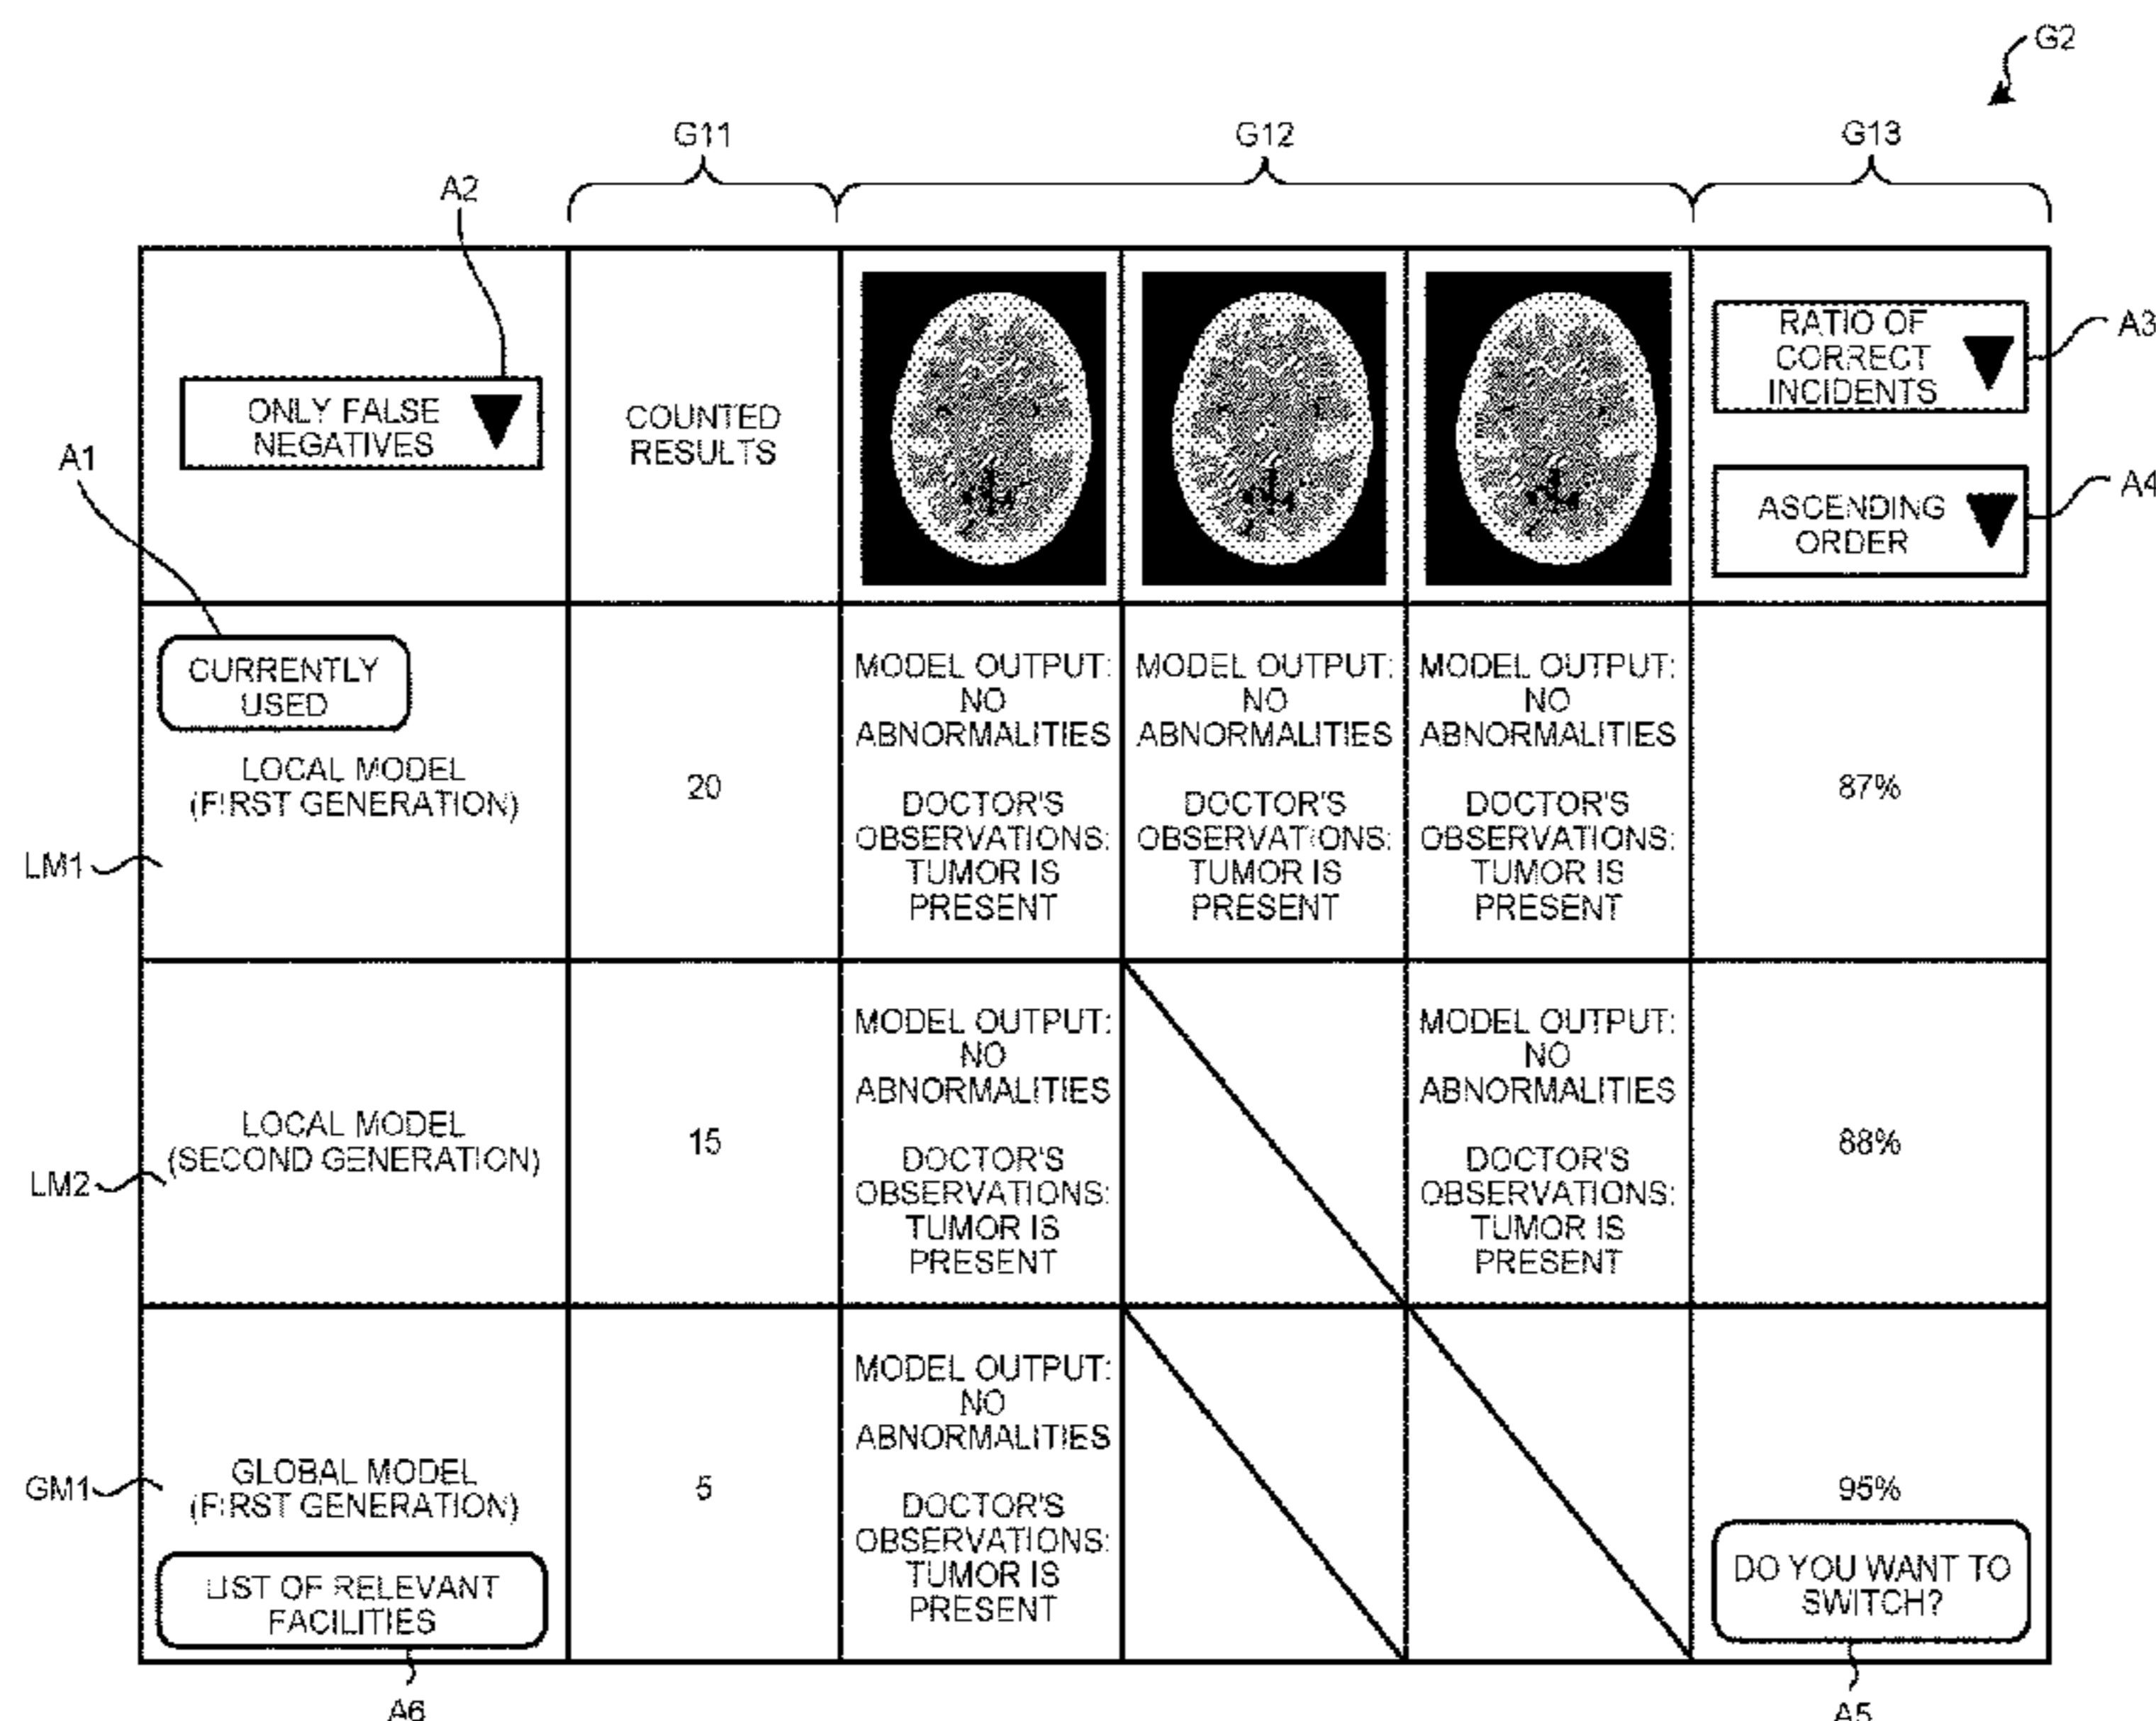 G2
G11
G12
G13
A2
A1
ONLY FALSE
NEGATIVES
COUNTED
RESULTS
RATIO OF
CORRECT
INCIDENTS
A3
ASCENDING
ORDER
A4
CURRENTLY
USED
LOCAL MODEL
(FIRST GENERATION)
LM1
20
MODEL OUTPUT:
NO
ABNORMALITIES
DOCTOR'S
OBSERVATIONS:
TUMOR IS
PRESENT
MODEL OUTPUT:
NO
ABNORMALITIES
DOCTOR'S
OBSERVATIONS:
TUMOR IS
PRESENT
MODEL OUTPUT:
NO
ABNORMALITIES
DOCTOR'S
OBSERVATIONS:
TUMOR IS
PRESENT
87%
LOCAL MODEL
(SECOND GENERATION)
LM2
15
MODEL OUTPUT:
NO
ABNORMALITIES
DOCTOR'S
OBSERVATIONS:
TUMOR IS
PRESENT
MODEL OUTPUT:
NO
ABNORMALITIES
DOCTOR'S
OBSERVATIONS:
TUMOR IS
PRESENT
88%
GM1
GLOBAL MODEL
(FIRST GENERATION)
LIST OF RELEVANT
FACILITIES
A6
5
MODEL OUTPUT:
NO
ABNORMALITIES
DOCTOR'S
OBSERVATIONS:
TUMOR IS
PRESENT
95%
DO YOU WANT TO
SWITCH?
A5